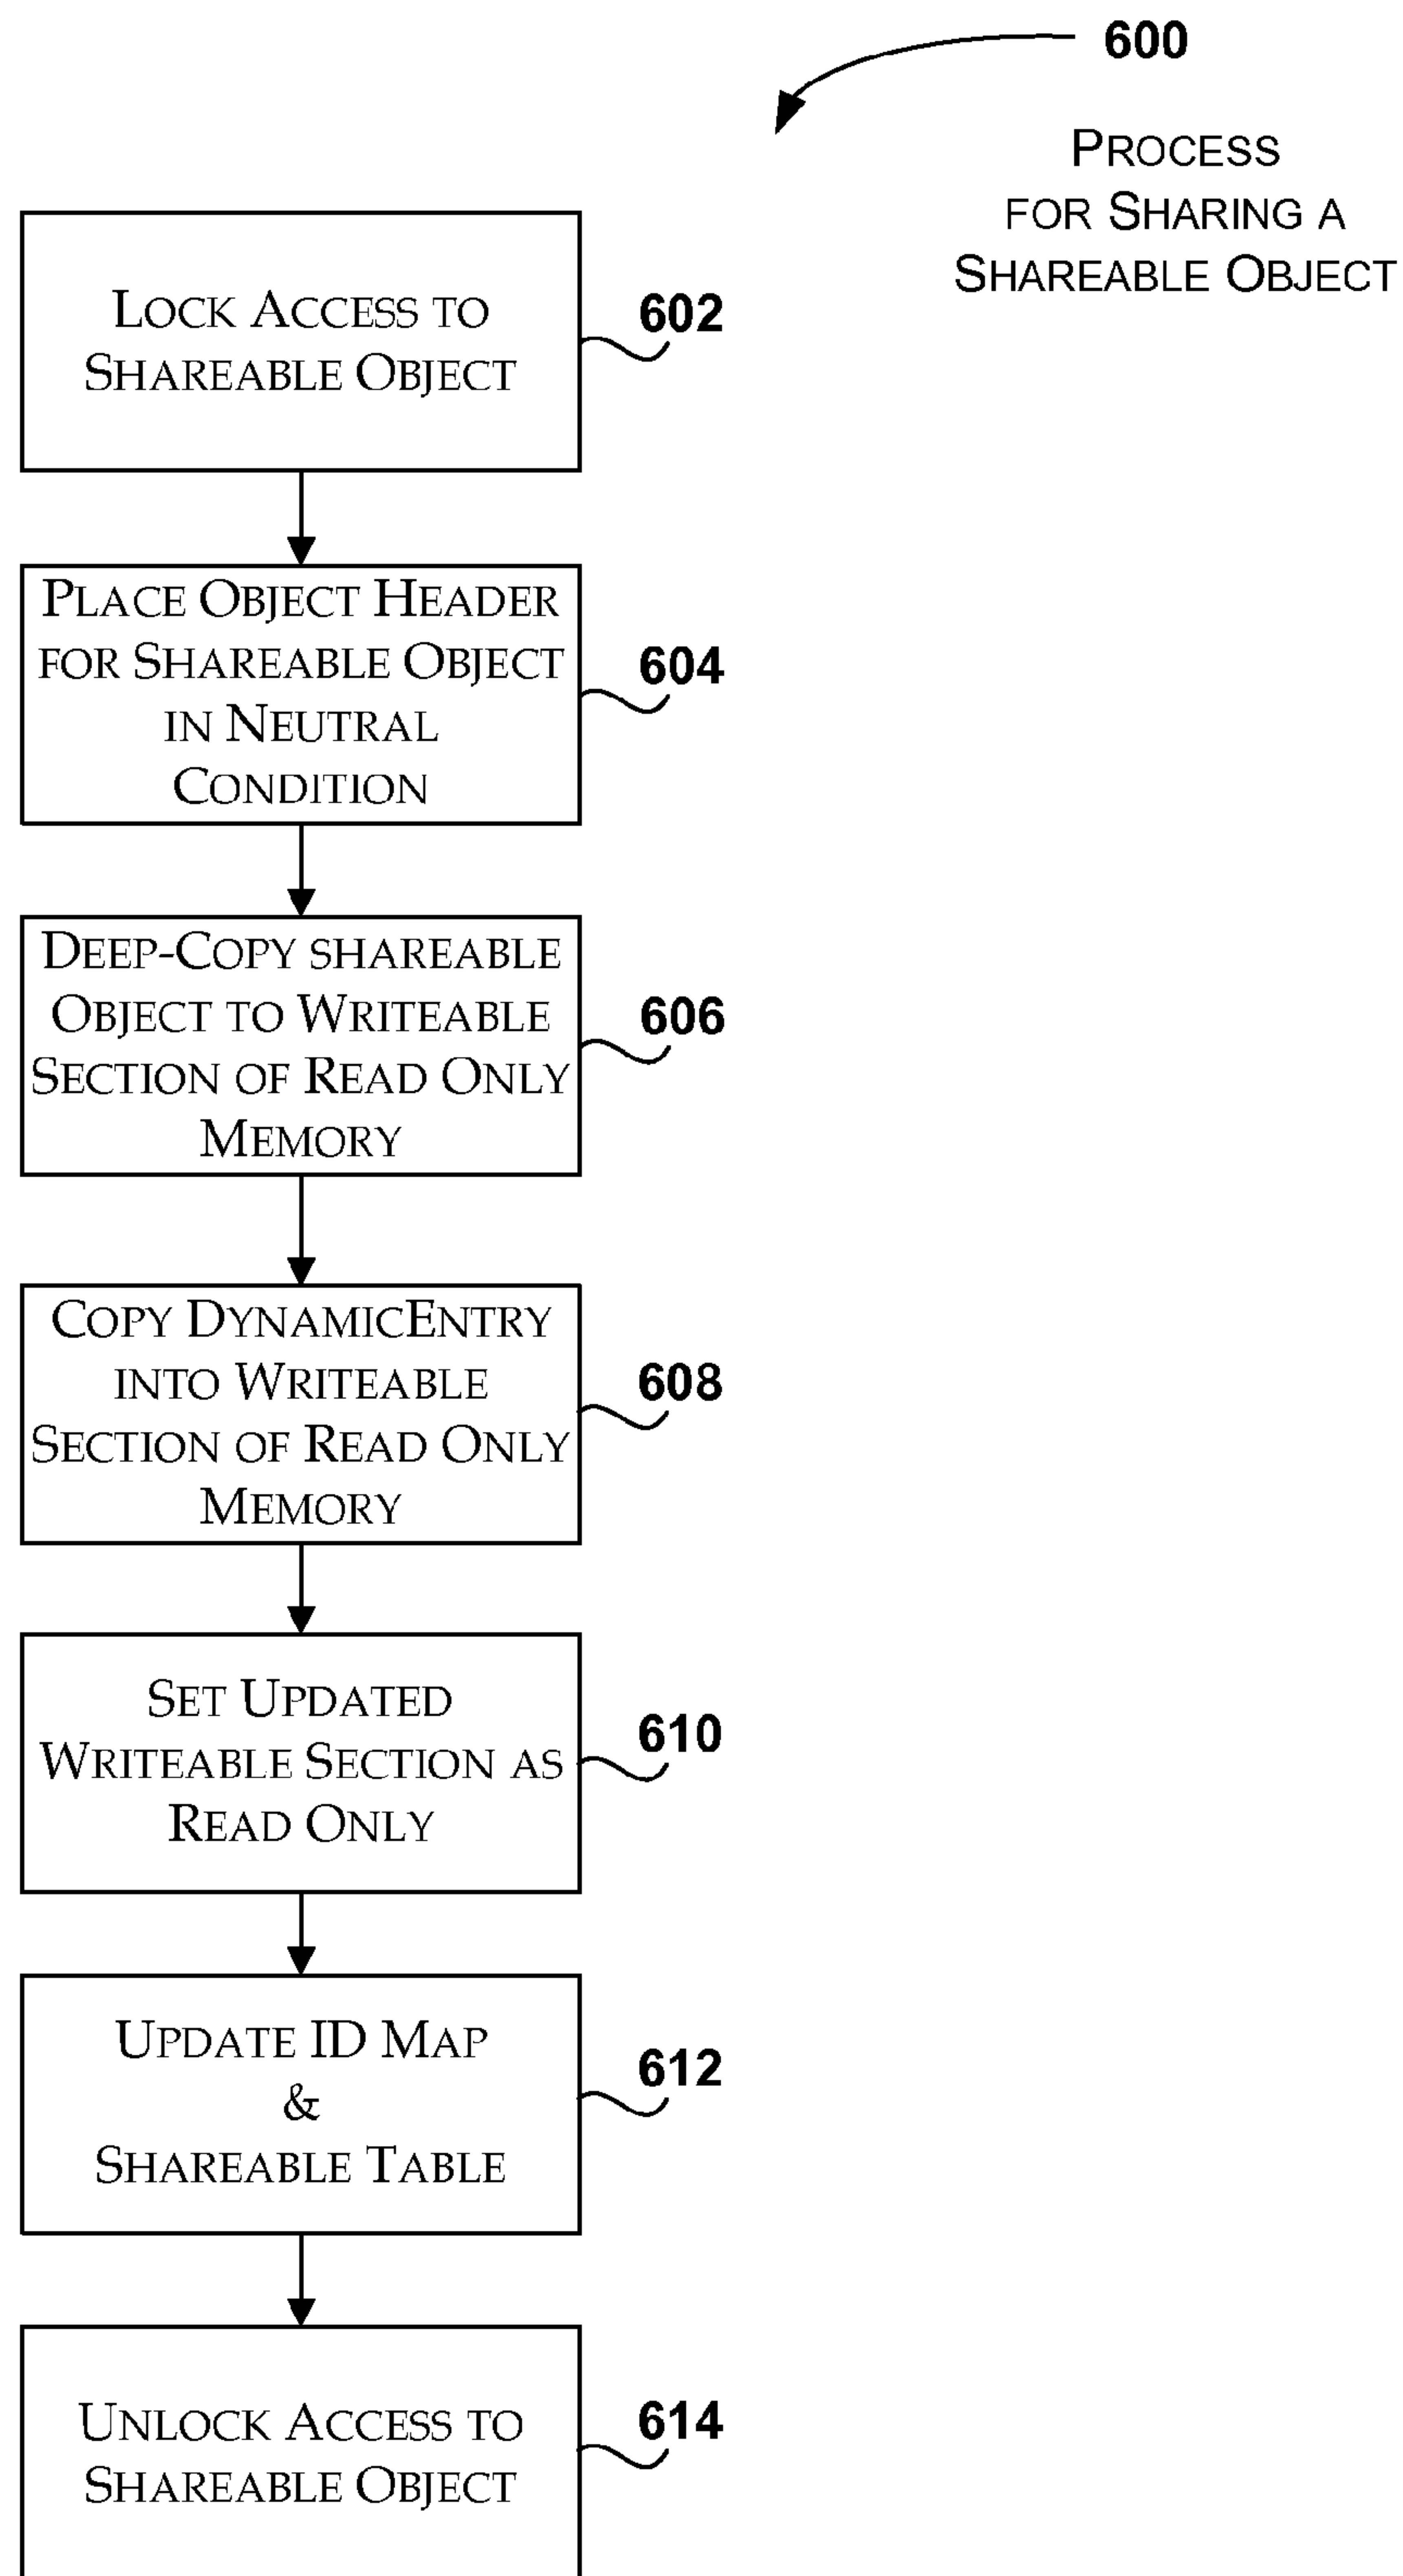 600
PROCESS
FOR SHARING A
SHAREABLE OBJECT
LOCK ACCESS TO
SHAREABLE OBJECT
602
PLACE OBJECT HEADER
FOR SHAREABLE OBJECT
IN NEUTRAL
CONDITION
604
DEEP-COPY SHAREABLE
OBJECT TO WRITEABLE
SECTION OF READ ONLY
MEMORY
606
COPY DYNAMICENTRY
INTO WRITEABLE
SECTION OF READ ONLY
MEMORY
608
SET UPDATED
WRITEABLE SECTION AS
READ ONLY
610
UPDATE ID MAP
&
SHAREABLE TABLE
612
UNLOCK ACCESS TO
SHAREABLE OBJECT
614